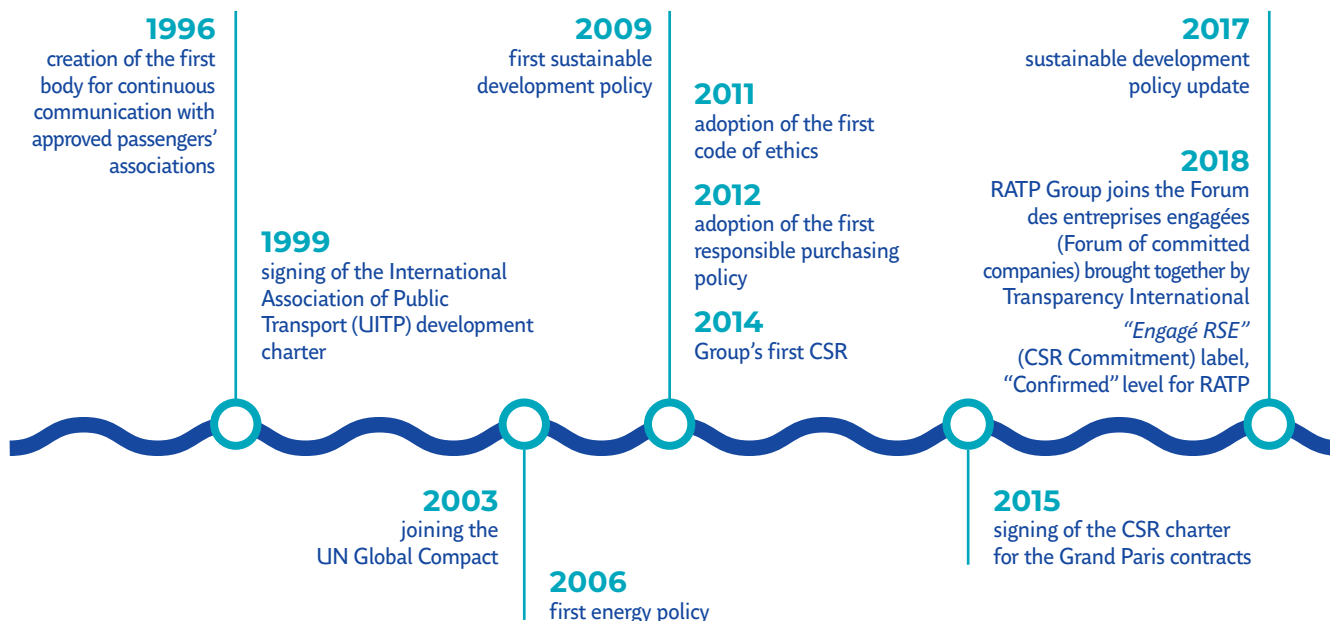 1996
creation of the first
body for continuous
communication with
approved passengers’
associations
1999
signing of the International
Association of Public
Transport (UITP) development
charter
2003
joining the
UN Global Compact
2006
first energy policy
2009
first sustainable
development policy
2011
adoption of the first
code of ethics
2012
adoption of the first
responsible purchasing
policy
2014
Group’s first CSR
2015
signing of the CSR charter
for the Grand Paris contracts
2017
sustainable development
policy update
2018
RATP Group joins the Forum
des entreprises engagées
(Forum of committed
companies) brought together by
Transparency International
“Engagé RSE”
(CSR Commitment) label,
“Confirmed” level for RATP